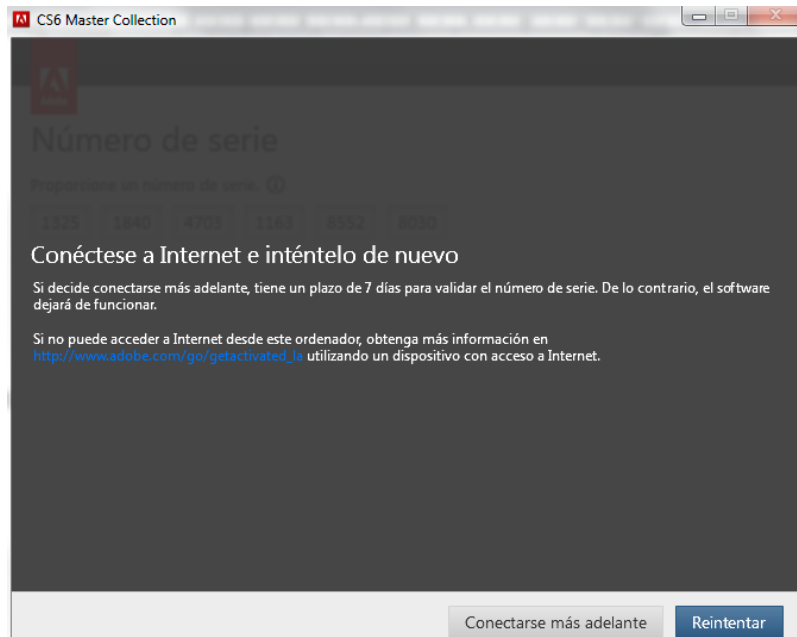 CS6 Master Collection
Número de serie
Proporcione un número de serie.
Conéctese a Internet e inténtelo de nuevo
Si decide conectarse más adelante, tiene un plazo de 7 días para validar el número de serie. De lo contrario, el software
dejará de funcionar.
Si no puede acceder a Internet desde este ordenador, obtenga más información en
http://www.adobe.com/go/getactivated_la utilizando un dispositivo con acceso a Internet.
Conectarse más adelante
Reintentar